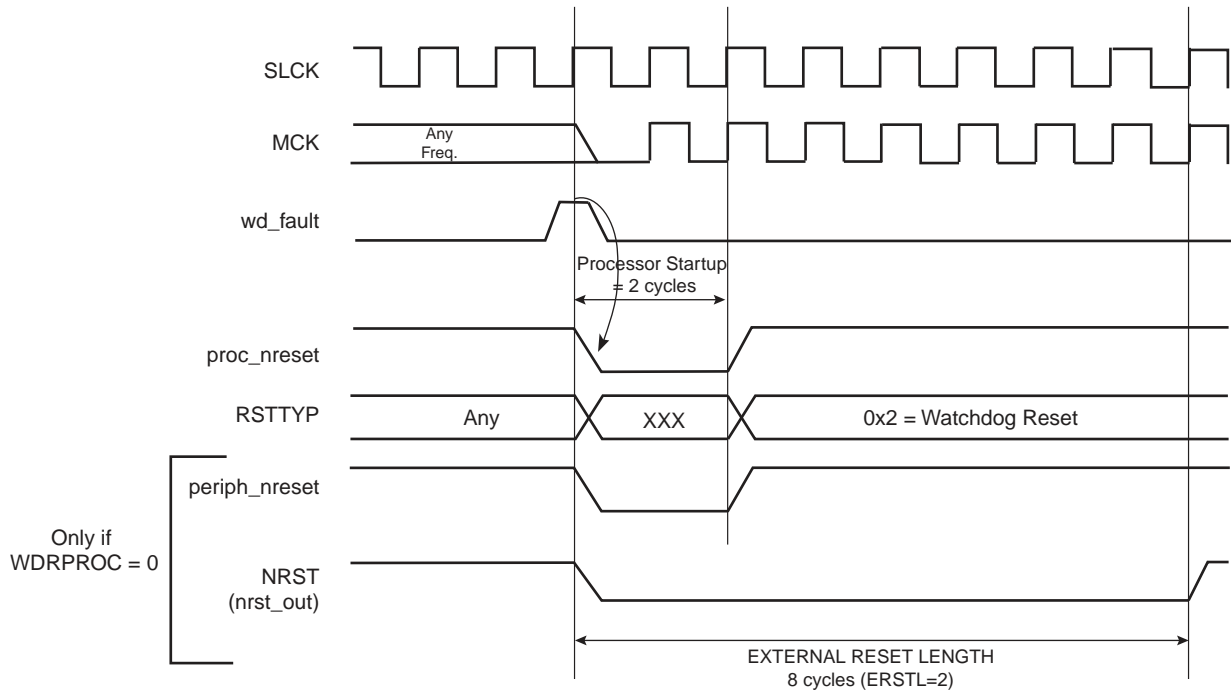 SLCK
MCK
Any
Freq.
wd_fault
Processor Startup
= 2 cycles
proc_nreset
RSTTYP
Any
XXX
0x2 = Watchdog Reset
periph_nreset
Only if
WDRPROC = 0
NRST
(nrst_out)
EXTERNAL RESET LENGTH
8 cycles (ERSTL=2)